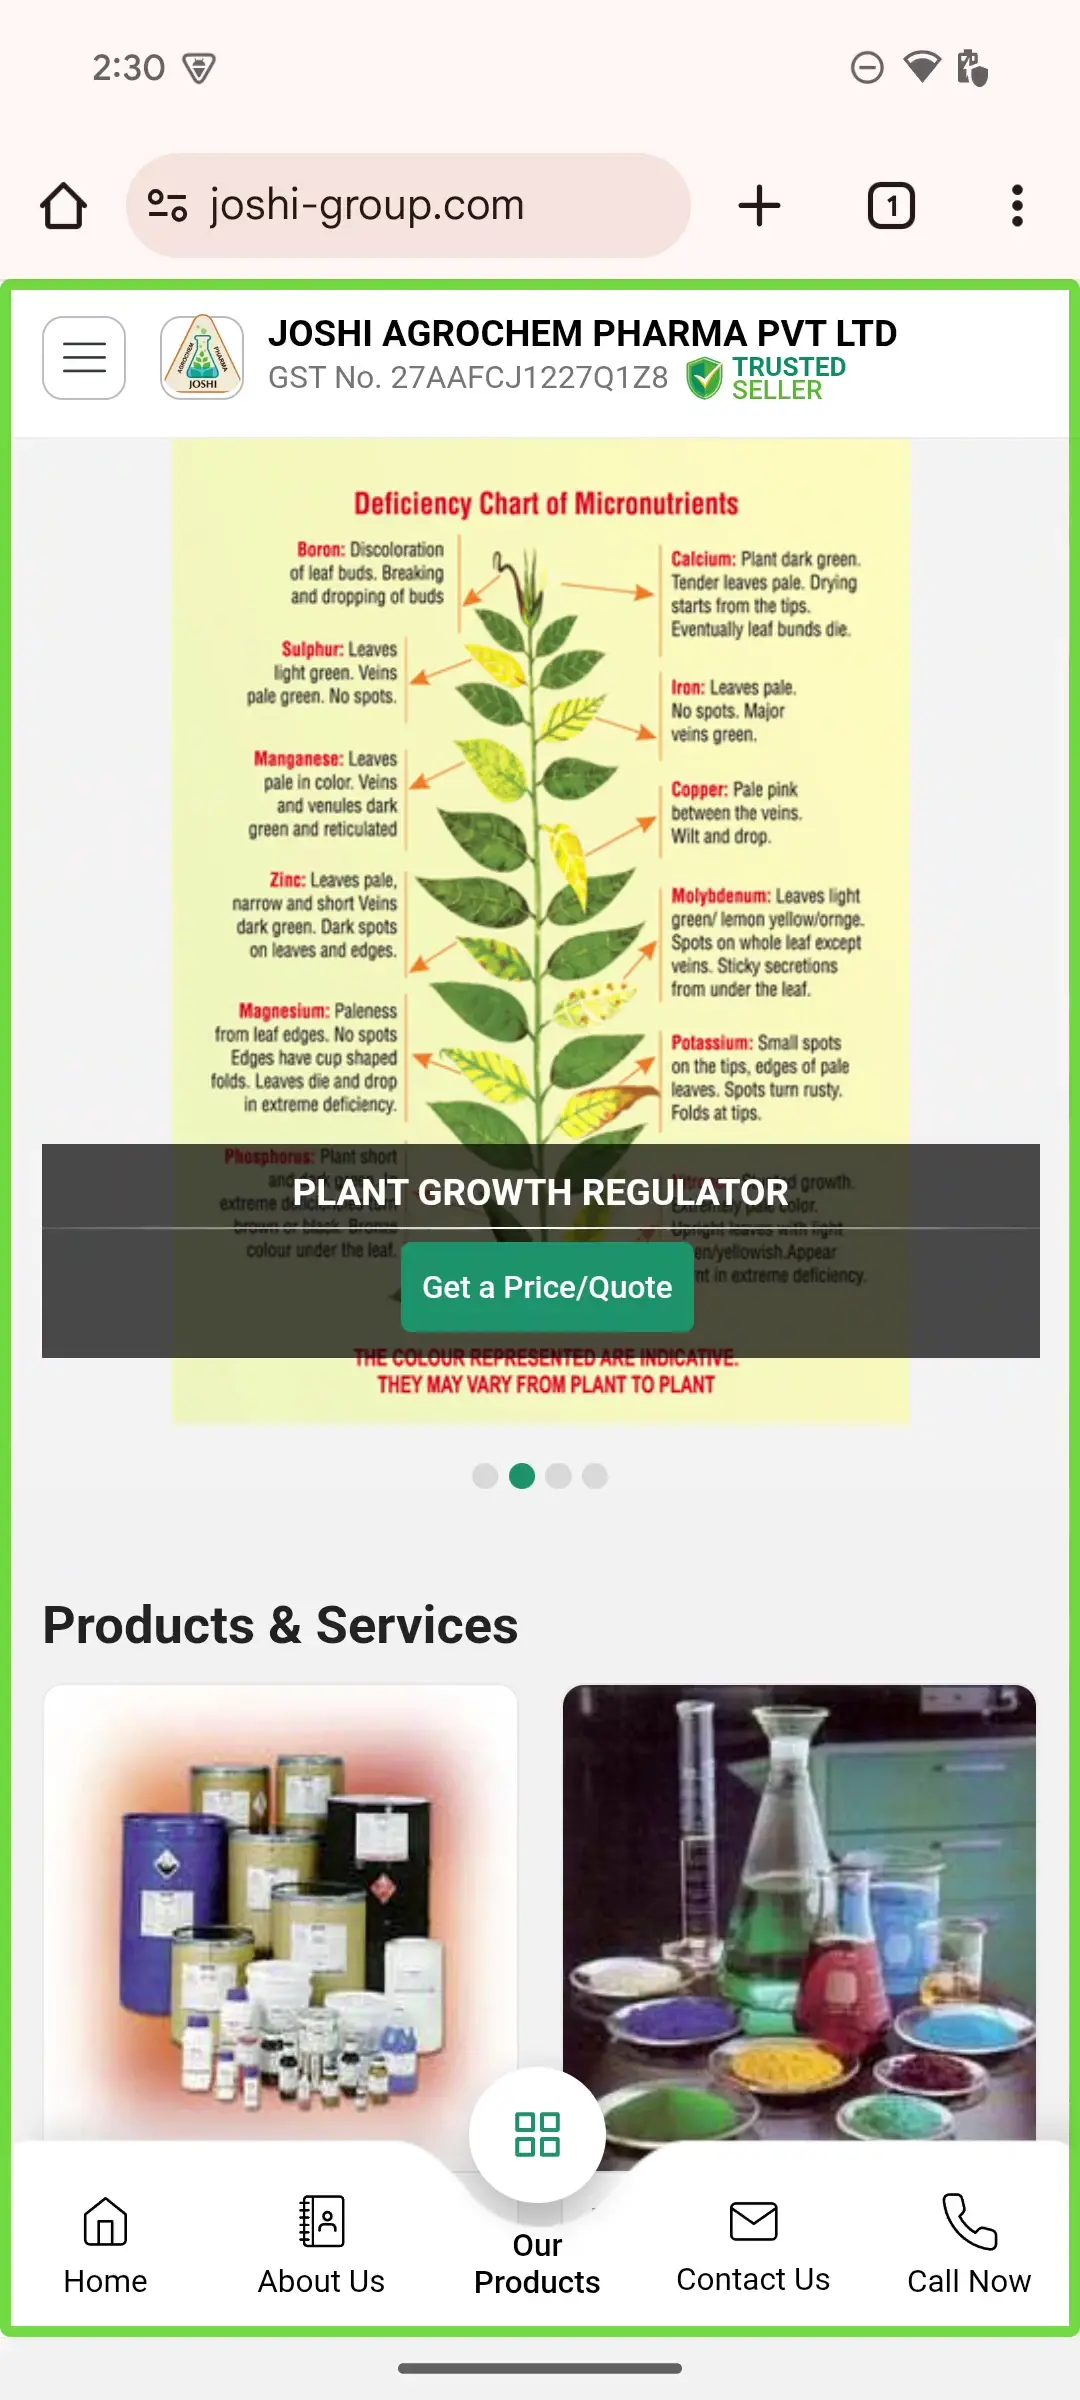 2:30
joshi-group.com
1
JOSHI AGROCHEM PHARMA PVT LTD
GST No. 27AAFCJ1227Q1Z8
TRUSTED
SELLER
AGROCHEM
PHARMA
JOSHI
Deficiency Chart of Micronutrients
Boron: Discoloration
of leaf buds. Breaking
and dropping of buds
Sulphur: Leaves
light green. Veins
pale green. No spots.
Manganese: Leaves
pale in color. Veins
and venules dark
green and reticulated
Zinc: Leaves pale,
narrow and short Veins
dark green. Dark spots
on leaves and edges.
Magnesium: Paleness
from leaf edges. No spots
Edges have cup shaped
folds. Leaves die and drop
in extreme deficiency.
Phosphorus: Plant short
and dark green. In
extreme deficiencies turn
brown or black. Bronze
colour under the leaf.
Calcium: Plant dark green.
Tender leaves pale. Drying
starts from the tips.
Eventually leaf bunds die.
Iron: Leaves pale.
No spots. Major
veins green.
Copper: Pale pink
between the veins.
Wilt and drop.
Molybdenum: Leaves light
green/ lemon yellow/ornge.
Spots on whole leaf except
veins. Sticky secretions
from under the leaf.
Potassium: Small spots
on the tips, edges of pale
leaves. Spots turn rusty.
Folds at tips.
growth.
Extremely pale color.
Upright leaves with light
en/yellowish.Appear
nt in extreme deficiency.
PLANT GROWTH REGULATOR
Get a Price/Quote
THE COLOUR REPRESENTED ARE INDICATIVE.
THEY MAY VARY FROM PLANT TO PLANT
Products & Services
Home
About Us
Our
Products
Contact Us
Call Now